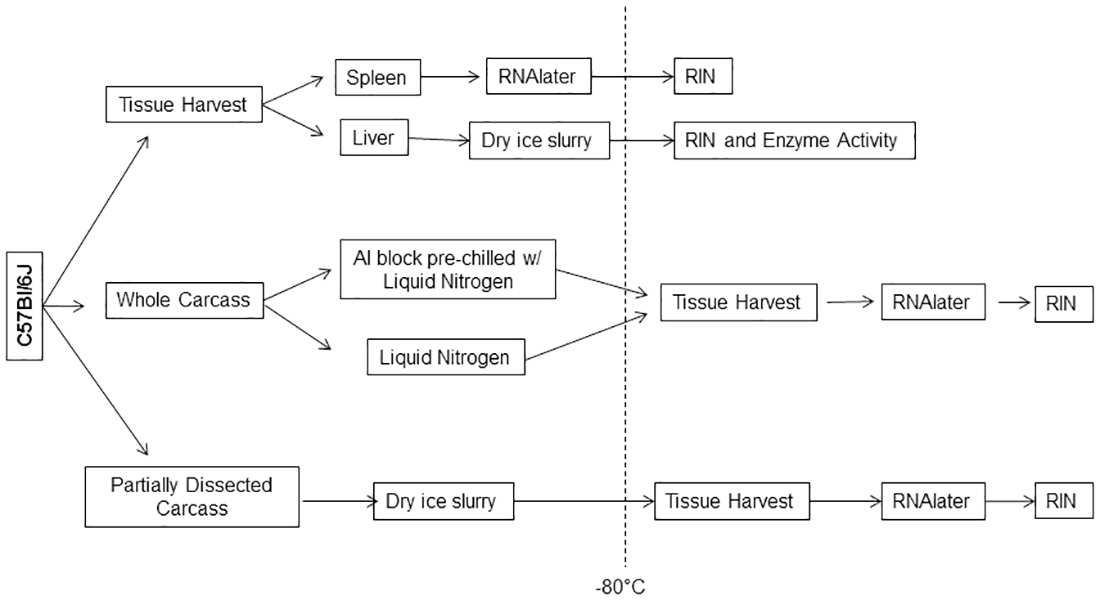 Spleen
RNAlater
RIN
Tissue Harvest
Liver
Dry ice slurry
RIN and Enzyme Activity
C57Bl/6J
Whole Carcass
Al block pre-chilled w/
Liquid Nitrogen
Liquid Nitrogen
Tissue Harvest
RNAlater
RIN
Partially Dissected
Carcass
Dry ice slurry
Tissue Harvest
RNAlater
RIN
-80°C